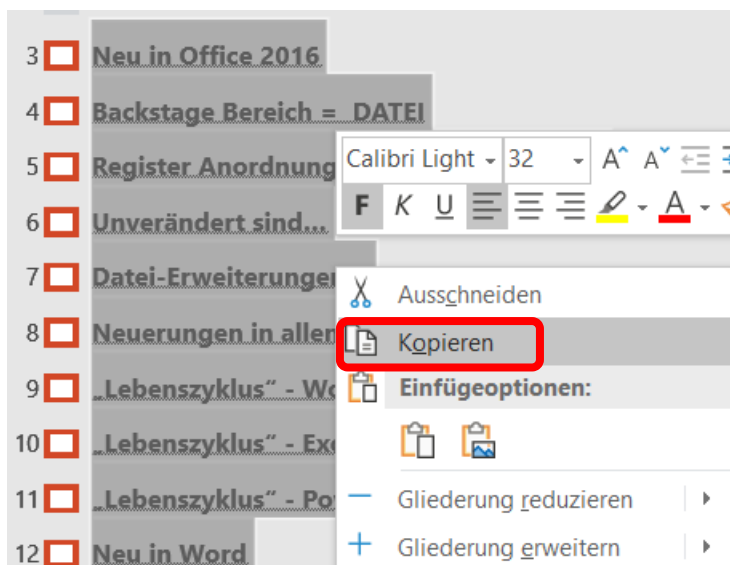 3 Neu in Office 2016
4 Backstage Bereich = DATEI
5 Register Anordnung
Calibri Light 32 A A
F K U A
6 Unverändert sind...
7 Datei-Erweiterungen
Ausschneiden
8 Neuerungen in allen
Kopieren
9 „Lebenszyklus“ - Wo
Einfügeoptionen:
10 „Lebenszyklus“ - Exc
11 „Lebenszyklus“ - Po
Gliederung reduzieren
12 Neu in Word
Gliederung erweitern